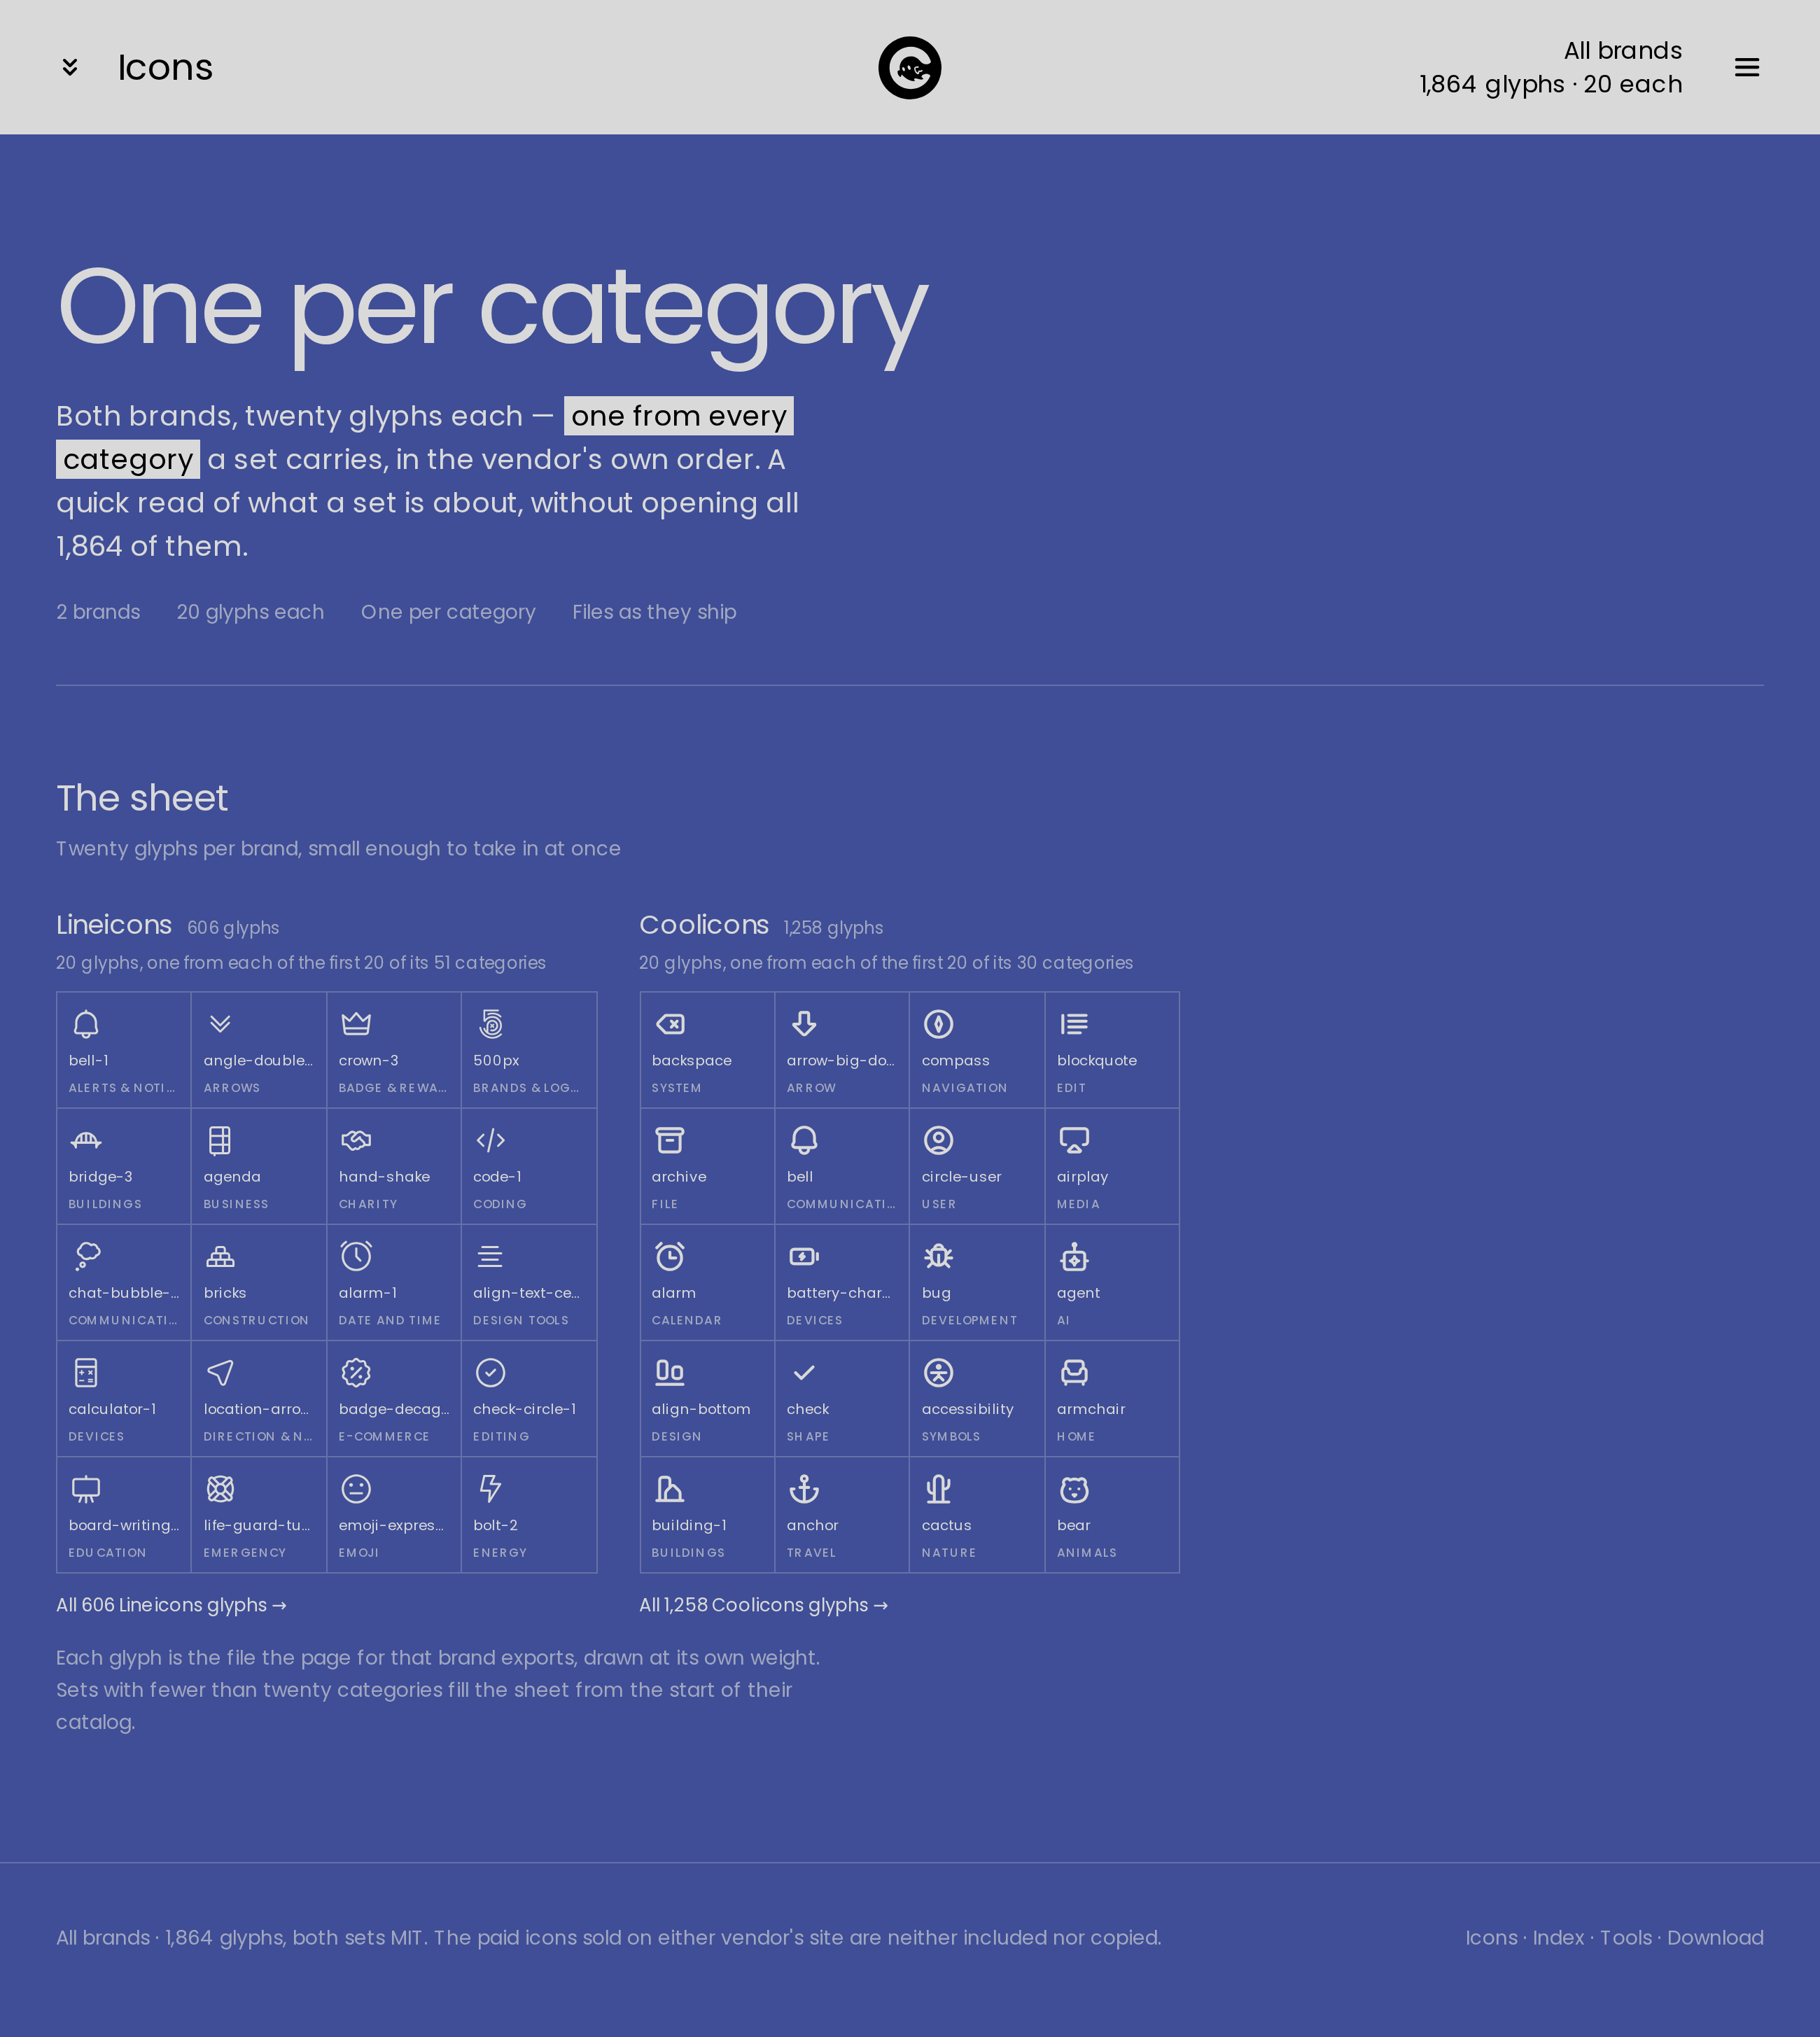 Icons
All brands
1,864 glyphs · 20 each
One per category
Both brands, twenty glyphs each — one from every
category a set carries, in the vendor's own order. A
quick read of what a set is about, without opening all
1,864 of them.
2 brands 20 glyphs each One per category Files as they ship
The sheet
Twenty glyphs per brand, small enough to take in at once
Lineicons 606 glyphs
20 glyphs, one from each of the first 20 of its 51 categories
bell-1 angle-double... crown-3 500px
ALERTS & NOTI... ARROWS BADGE & REWA... BRANDS & LOG...
bridge-3 agenda hand-shake code-1
BUILDINGS BUSINESS CHARITY CODING
chat-bubble-... bricks alarm-1 align-text-ce...
COMMUNICATI... CONSTRUCTION DATE AND TIME DESIGN TOOLS
calculator-1 location-arro... badge-decag... check-circle-1
DEVICES DIRECTION & N... E-COMMERCE EDITING
board-writing... life-guard-tu... emoji-expres... bolt-2
EDUCATION EMERGENCY EMOJI ENERGY
All 606 Lineicons glyphs →
Coolicons 1,258 glyphs
20 glyphs, one from each of the first 20 of its 30 categories
backspace arrow-big-do... compass blockquote
SYSTEM ARROW NAVIGATION EDIT
archive bell circle-user airplay
FILE COMMUNICATI... USER MEDIA
alarm battery-char... bug agent
CALENDAR DEVICES DEVELOPMENT AI
align-bottom check accessibility armchair
DESIGN SHAPE SYMBOLS HOME
building-1 anchor cactus bear
BUILDINGS TRAVEL NATURE ANIMALS
All 1,258 Coolicons glyphs →
Each glyph is the file the page for that brand exports, drawn at its own weight.
Sets with fewer than twenty categories fill the sheet from the start of their
catalog.
All brands · 1,864 glyphs, both sets MIT. The paid icons sold on either vendor's site are neither included nor copied.
Icons · Index · Tools · Download